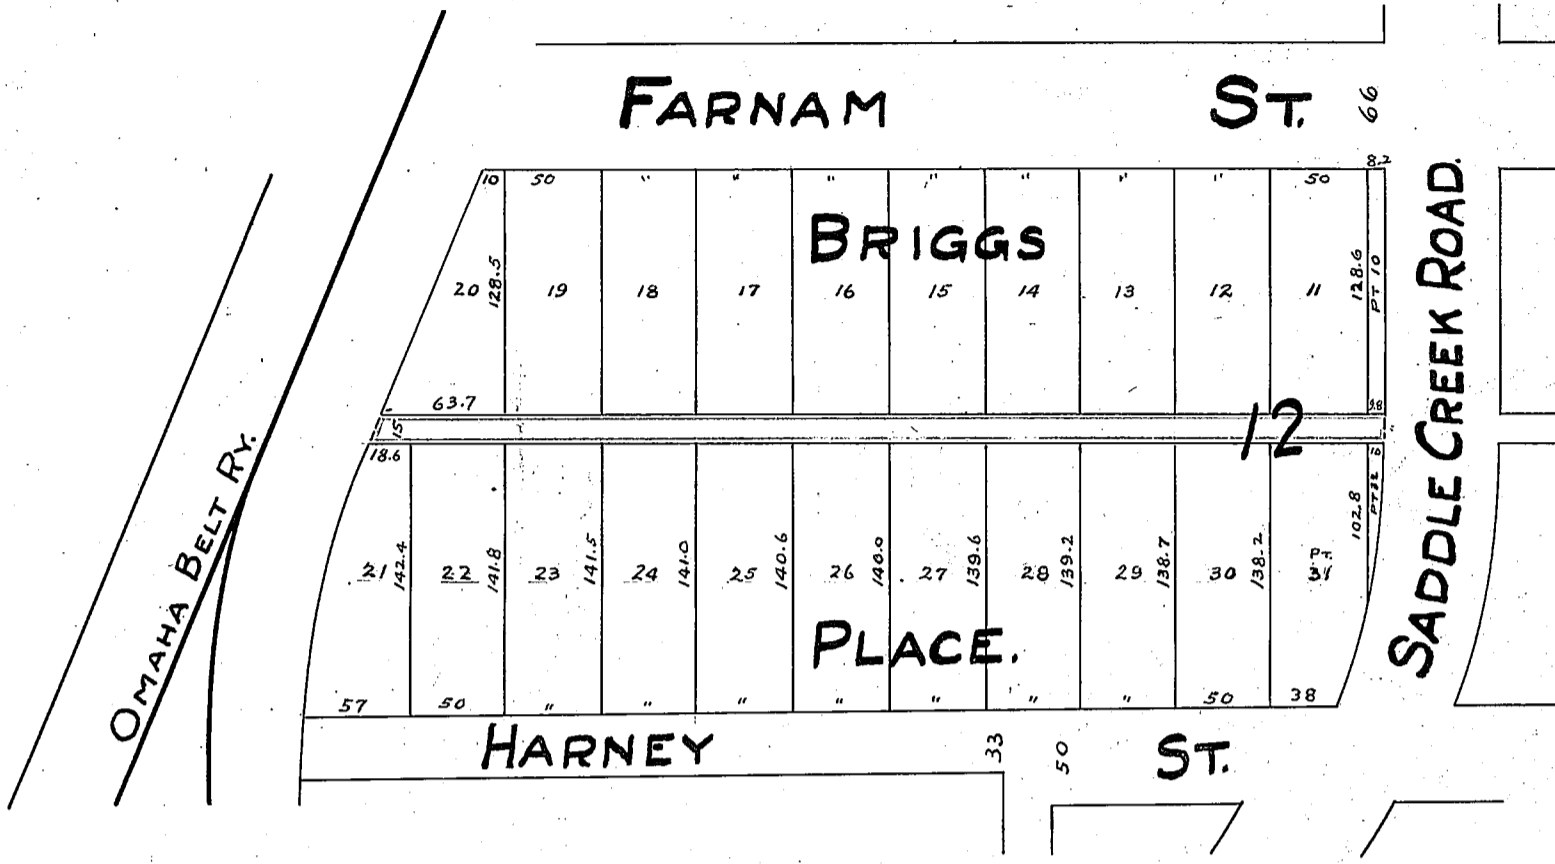 FARNAM ST. 66
10 50 " " " " " " " 50 8.2
BRIGGS
20 128.5 19 18 17 16 15 14 13 12 11 128.6 PT 10
63.7 9.8
15 12
18.6
21 142.4 22 141.8 23 141.5 24 141.0 25 140.6 26 140.0 27 139.6 28 139.2 29 138.7 30 138.2 PT 31 102.8 PT 32
PLACE.
57 50 " " " " " " " 50 38
HARNEY ST.
33 50
OMAHA BELT RY.
SADDLE CREEK ROAD.